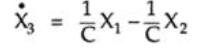 Ẋ₃ = 1/C X₁ − 1/C X₂